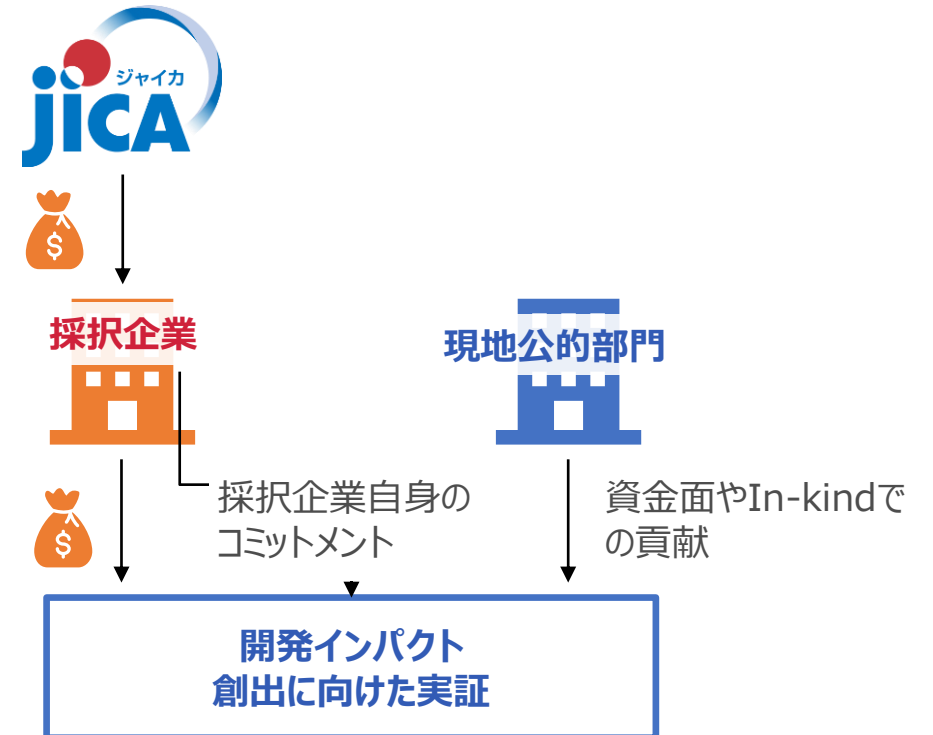 ジャイカ
jICA
採択企業
現地公的部門
採択企業自身の
コミットメント
資金面やIn-kindで
の貢献
開発インパクト
創出に向けた実証
$
$